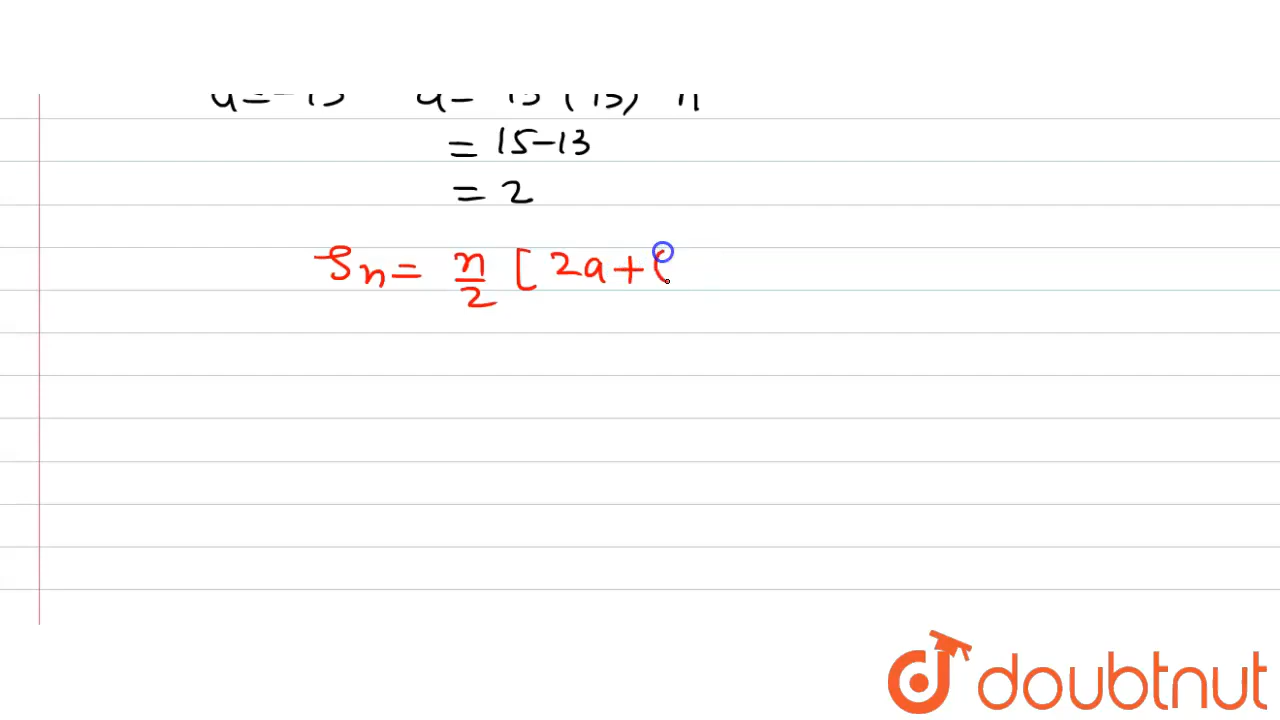 = 15-13
= 2
Sn = n/2 [ 2a + (
doubtnut